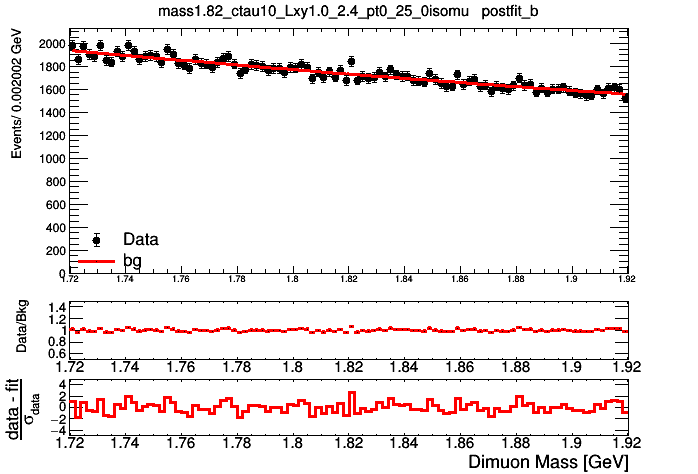 mass1.82_ctau10_Lxy1.0_2.4_pt0_25_0isomu postfit_b
Events/ 0.002002 GeV
2000
1800
1600
1400
1200
1000
800
600
400
200
0
Data
bg
1.72 1.74 1.76 1.78 1.8 1.82 1.84 1.86 1.88 1.9 1.92
Data/Bkg
1.4
1.2
1
0.8
0.6
1.72 1.74 1.76 1.78 1.8 1.82 1.84 1.86 1.88 1.9 1.92
data - fit
σdata
4
2
0
−2
−4
1.72 1.74 1.76 1.78 1.8 1.82 1.84 1.86 1.88 1.9 1.92
Dimuon Mass [GeV]